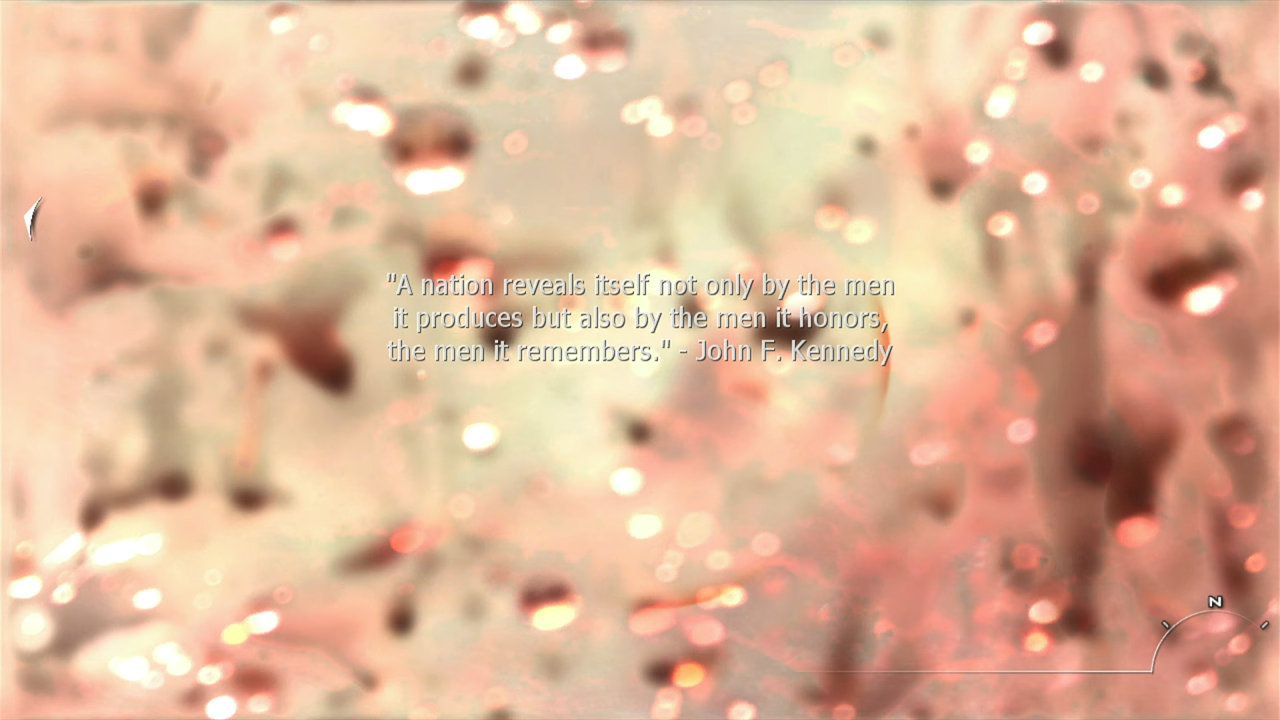 "A nation reveals itself not only by the men
it produces but also by the men it honors,
the men it remembers." - John F. Kennedy
N